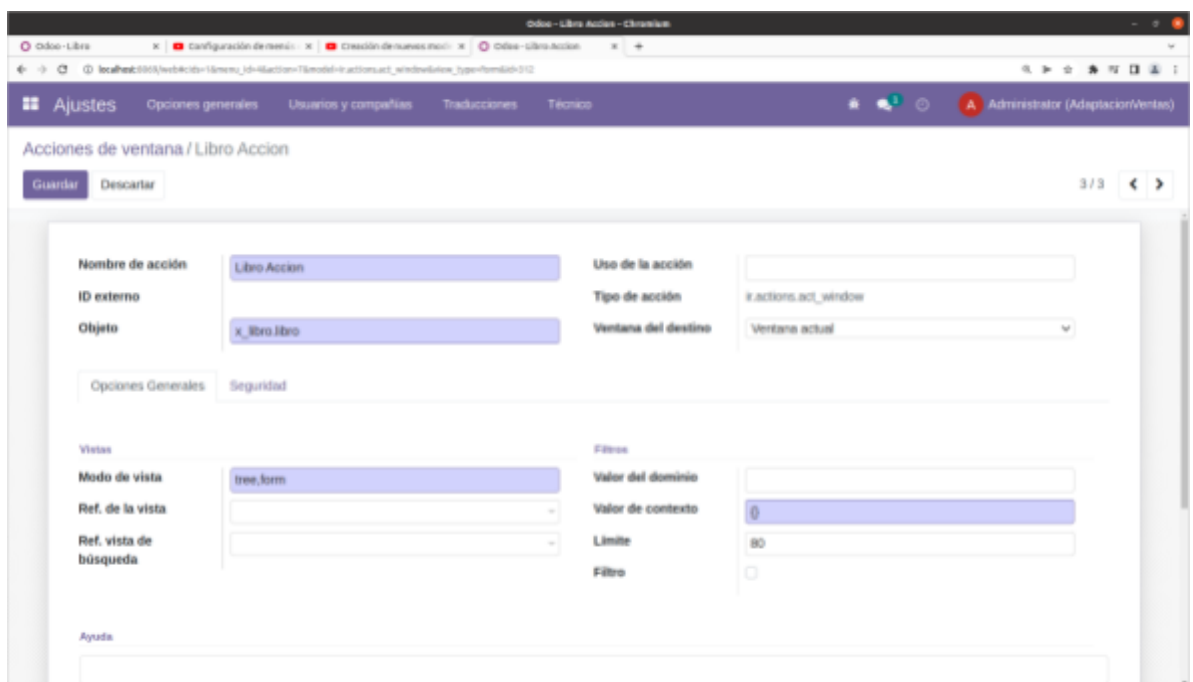 Odoo - Libro Accion - Chromium
Odoo - Libro
Configuración de menús
Creación de nuevos mod
Odoo - Libro Accion
Ajustes
Opciones generales
Usuarios y compañías
Traducciones
Técnico
Administrator (AdaptacionVentas)
Acciones de ventana / Libro Accion
Guardar
Descartar
3 / 3
Nombre de acción
Libro Accion
Uso de la acción
ID externo
Tipo de acción
ir.actions.act_window
Objeto
x_libro.libro
Ventana del destino
Ventana actual
Opciones Generales
Seguridad
Vistas
Filtros
Modo de vista
tree,form
Valor del dominio
Ref. de la vista
Valor de contexto
{}
Ref. vista de
búsqueda
Límite
80
Filtro
Ayuda